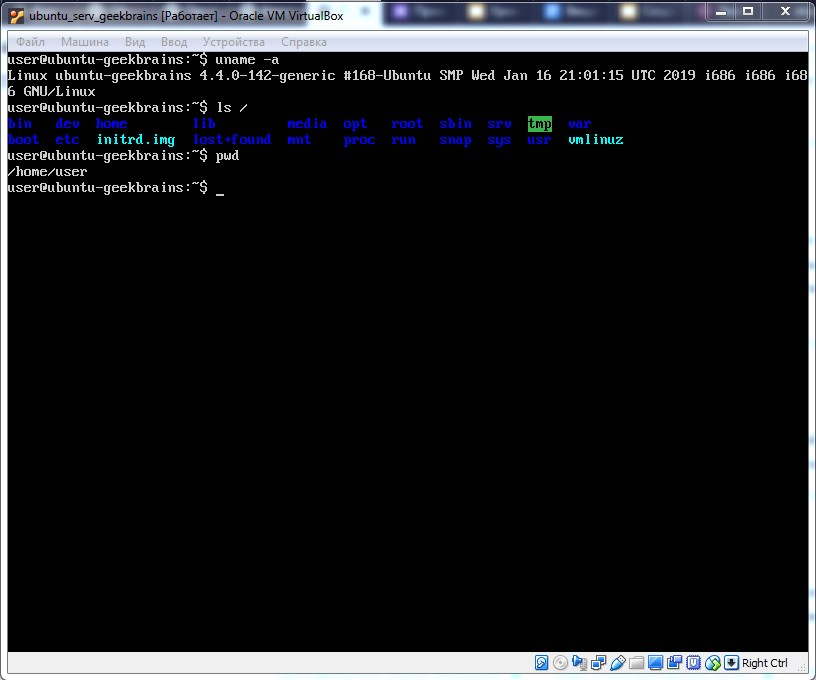 ubuntu_serv_geekbrains [Работает] - Oracle VM VirtualBox
Файл Машина Вид Ввод Устройства Справка
user@ubuntu-geekbrains:~$ uname -a
Linux ubuntu-geekbrains 4.4.0-142-generic #168-Ubuntu SMP Wed Jan 16 21:01:15 UTC 2019 i686 i686 i68
6 GNU/Linux
user@ubuntu-geekbrains:~$ ls /
bin dev home lib media opt root sbin srv tmp var
boot etc initrd.img lost+found mnt proc run snap sys usr vmlinuz
user@ubuntu-geekbrains:~$ pwd
/home/user
user@ubuntu-geekbrains:~$ _
Right Ctrl